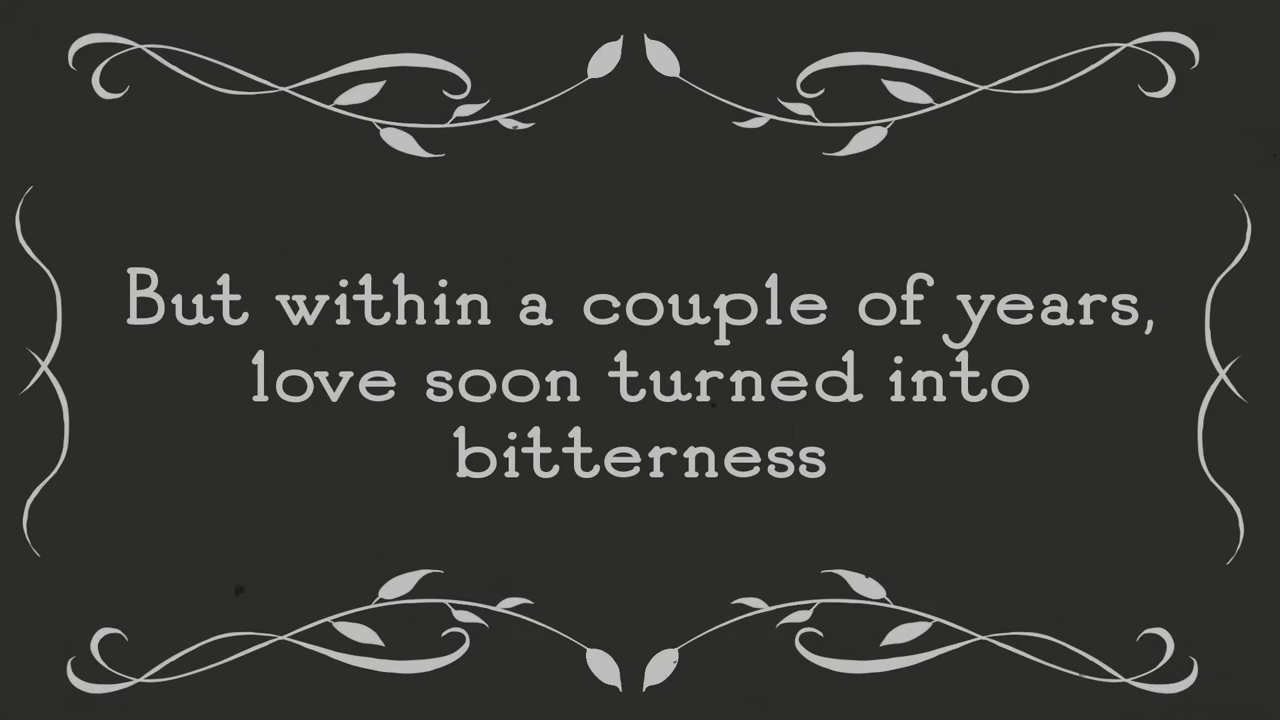 But within a couple of years,
love soon turned into
bitterness